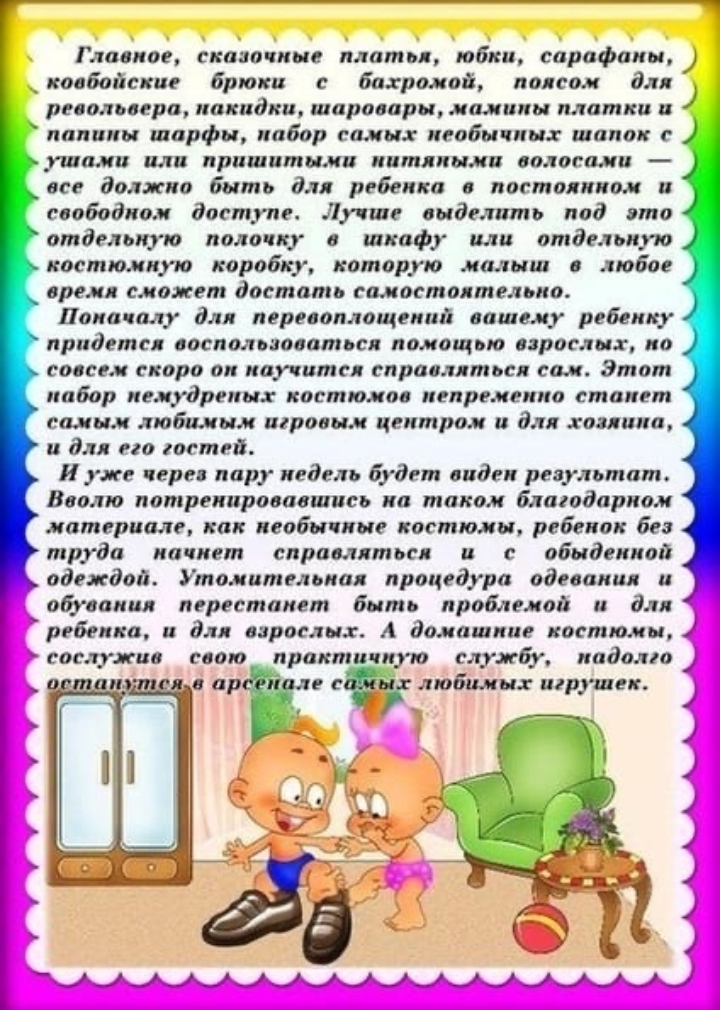 Главное, сказочные платья, юбки, сарафаны,
ковбойские брюки с бахромой, поясом для
револьвера, накидки, шаровары, мамины платки и
папины шарфы, набор самых необычных шапок с
ушами или пришитыми нитяными волосами —
все должно быть для ребенка в постоянном и
свободном доступе. Лучше выделить под это
отдельную полочку в шкафу или отдельную
костюмную коробку, которую малыш в любое
время сможет достать самостоятельно.
Поначалу для перевоплощений вашему ребенку
придется воспользоваться помощью взрослых, но
совсем скоро он научится справляться сам. Этот
набор немудреных костюмов непременно станет
самым любимым игровым центром и для хозяина,
и для его гостей.
И уже через пару недель будет виден результат.
Вволю потренировавшись на таком благодарном
материале, как необычные костюмы, ребенок без
труда начнет справляться и с обыденной
одеждой. Утомительная процедура одевания и
обувания перестанет быть проблемой и для
ребенка, и для взрослых. А домашние костюмы,
сослужив свою практичную службу, надолго
останутся в арсенале самых любимых игрушек.